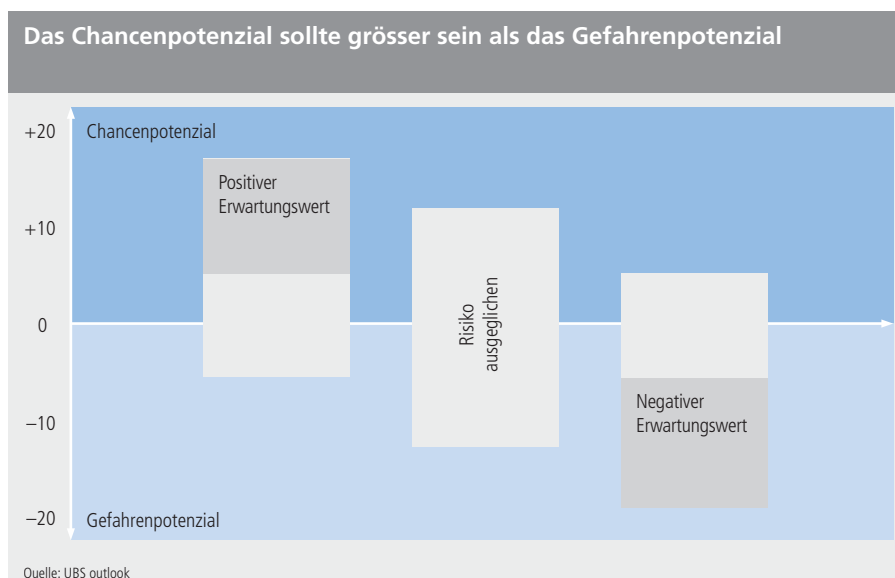 Das Chancenpotenzial sollte grösser sein als das Gefahrenpotenzial
+20
Chancenpotenzial
Positiver
Erwartungswert
+10
Risiko
ausgeglichen
0
–10
Negativer
Erwartungswert
–20
Gefahrenpotenzial
Quelle: UBS outlook